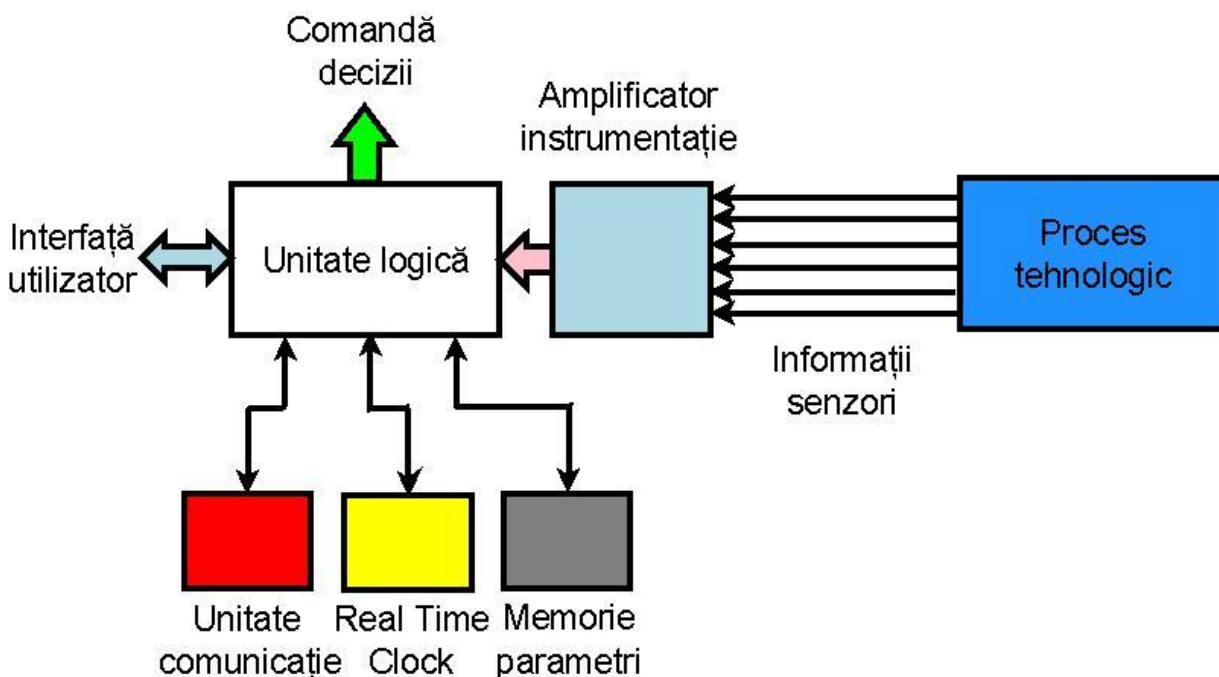 Comandă
decizii
Amplificator
instrumentație
Interfață
utilizator
Unitate logică
Proces
tehnologic
Informații
senzori
Unitate
comunicație
Real Time
Clock
Memorie
parametri